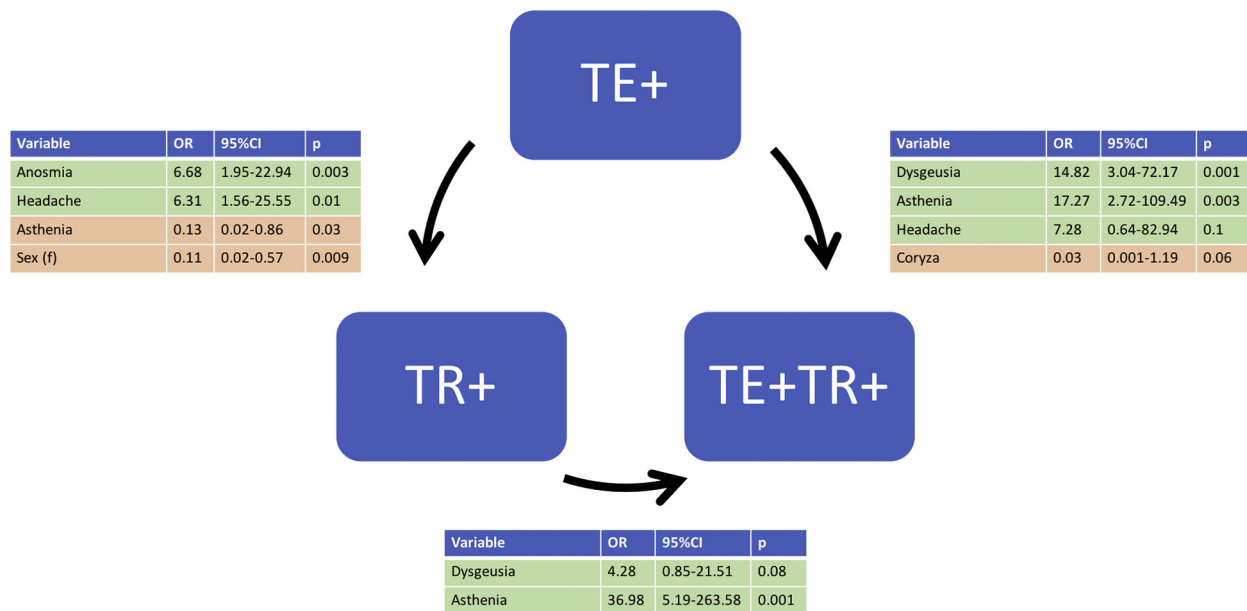 TE+
Variable OR 95%CI p
Anosmia 6.68 1.95-22.94 0.003
Headache 6.31 1.56-25.55 0.01
Asthenia 0.13 0.02-0.86 0.03
Sex (f) 0.11 0.02-0.57 0.009
Variable OR 95%CI p
Dysgeusia 14.82 3.04-72.17 0.001
Asthenia 17.27 2.72-109.49 0.003
Headache 7.28 0.64-82.94 0.1
Coryza 0.03 0.001-1.19 0.06
TR+
TE+TR+
Variable OR 95%CI p
Dysgeusia 4.28 0.85-21.51 0.08
Asthenia 36.98 5.19-263.58 0.001